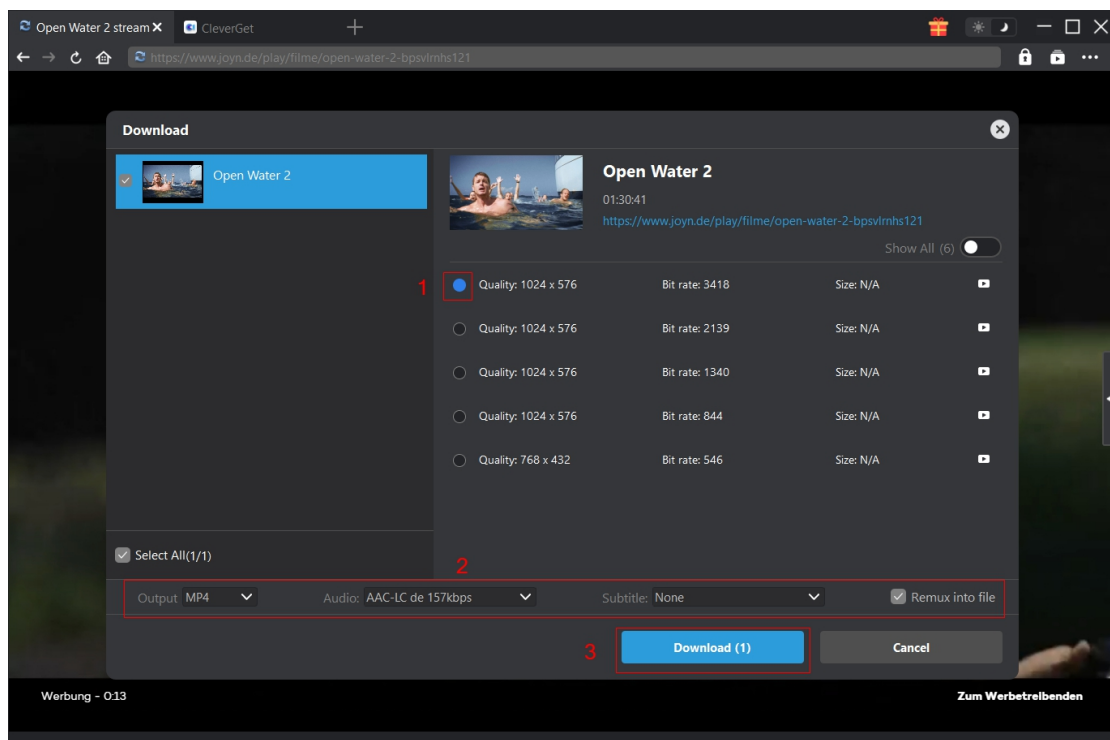 Open Water 2 stream
CleverGet
https://www.joyn.de/play/filme/open-water-2-bpsvlrnhs121
Download
Open Water 2
Open Water 2
01:30:41
https://www.joyn.de/play/filme/open-water-2-bpsvlrnhs121
Show All (6)
1
Quality: 1024 x 576 Bit rate: 3418 Size: N/A
Quality: 1024 x 576 Bit rate: 2139 Size: N/A
Quality: 1024 x 576 Bit rate: 1340 Size: N/A
Quality: 1024 x 576 Bit rate: 844 Size: N/A
Quality: 768 x 432 Bit rate: 546 Size: N/A
Select All(1/1)
2
Output MP4 Audio: AAC-LC de 157kbps Subtitle: None Remux into file
3 Download (1) Cancel
Werbung - 0:13 Zum Werbetreibenden